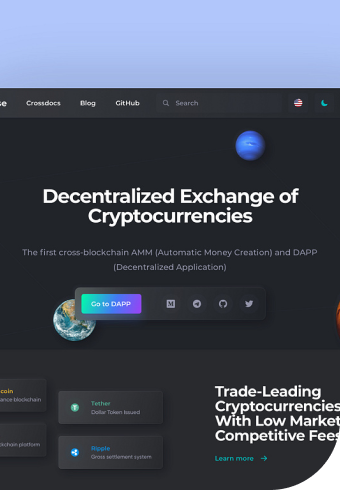 se Crossdocs Blog GitHub Search
Decentralized Exchange of
Cryptocurrencies
The first cross-blockchain AMM (Automatic Money Creation) and DAPP
(Decentralized Application)
Go to DAPP
coin
ance bloskchain
ckchain platform
Tether
Dollar Token Issued
Ripple
Gross settlement system
Trade-Leading
Cryptocurrencies
With Low Market
Competitive Fees
Learn more